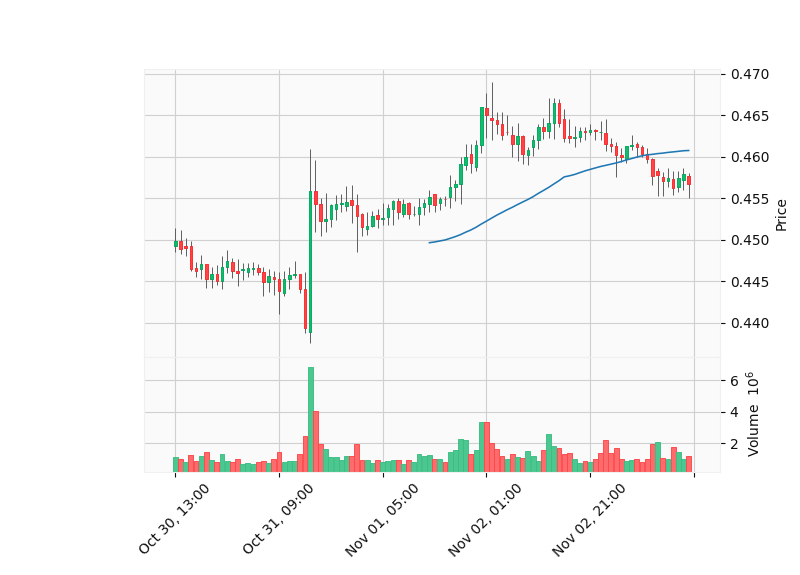 0.470
0.465
0.460
0.455
0.450
0.445
0.440
Price
6
4
2
Volume 10⁶
Oct 30, 13:00
Oct 31, 09:00
Nov 01, 05:00
Nov 02, 01:00
Nov 02, 21:00